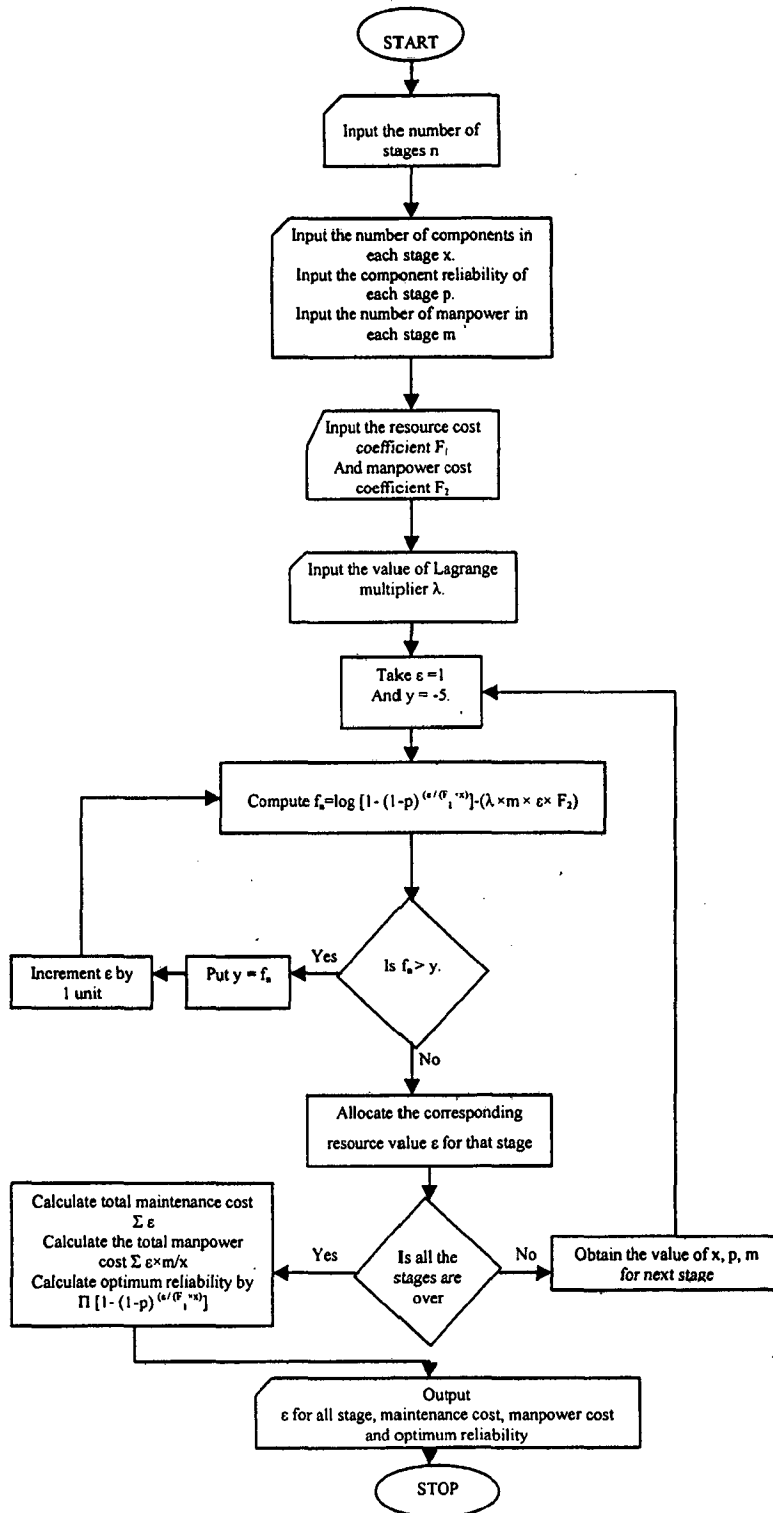 START
Input the number of
stages n
Input the number of components in
each stage x.
Input the component reliability of
each stage p.
Input the number of manpower in
each stage m
Input the resource cost
coefficient F₁
And manpower cost
coefficient F₂
Input the value of Lagrange
multiplier λ.
Take ε =1
And y = -5.
Compute fₙ=log [1- (1-p)^(ε/(F₁*x)]-(λ×m × ε× F₂)
Is fₙ> y.
Yes
Put y = fₙ
Increment ε by
1 unit
No
Allocate the corresponding
resource value ε for that stage
Is all the
stages are
over
No
Obtain the value of x, p, m
for next stage
Yes
Calculate total maintenance cost
Σ ε
Calculate the total manpower
cost Σ ε×m/x
Calculate optimum reliability by
Π [1- (1-p)^(ε/(F₁*x)]
Output
ε for all stage, maintenance cost, manpower cost
and optimum reliability
STOP